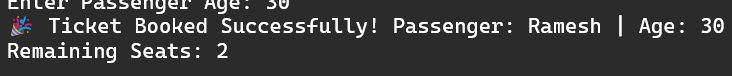 Enter Passenger Age: 30
🎉 Ticket Booked Successfully! Passenger: Ramesh | Age: 30
Remaining Seats: 2